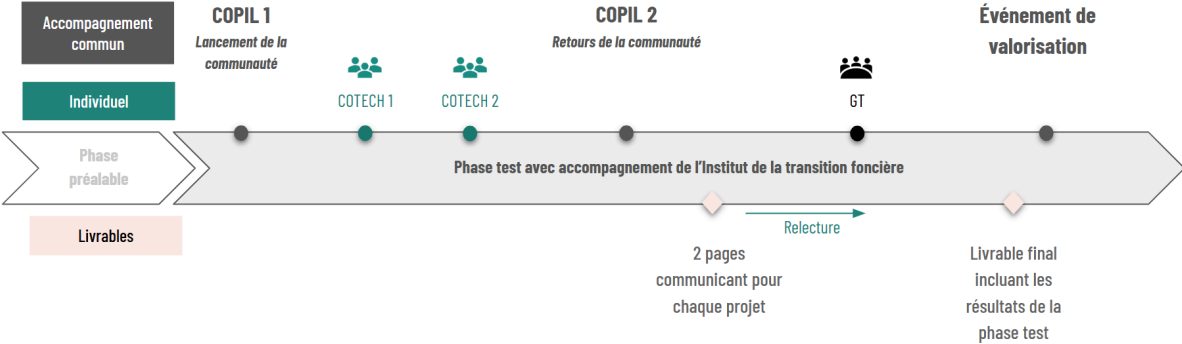 Accompagnement
commun
COPIL 1
Lancement de la
communauté
COPIL 2
Retours de la communauté
Événement de
valorisation
Individuel
COTECH 1
COTECH 2
GT
Phase
préalable
Phase test avec accompagnement de l'Institut de la transition foncière
Livrables
Relecture
2 pages
communicant pour
chaque projet
Livrable final
incluant les
résultats de la
phase test